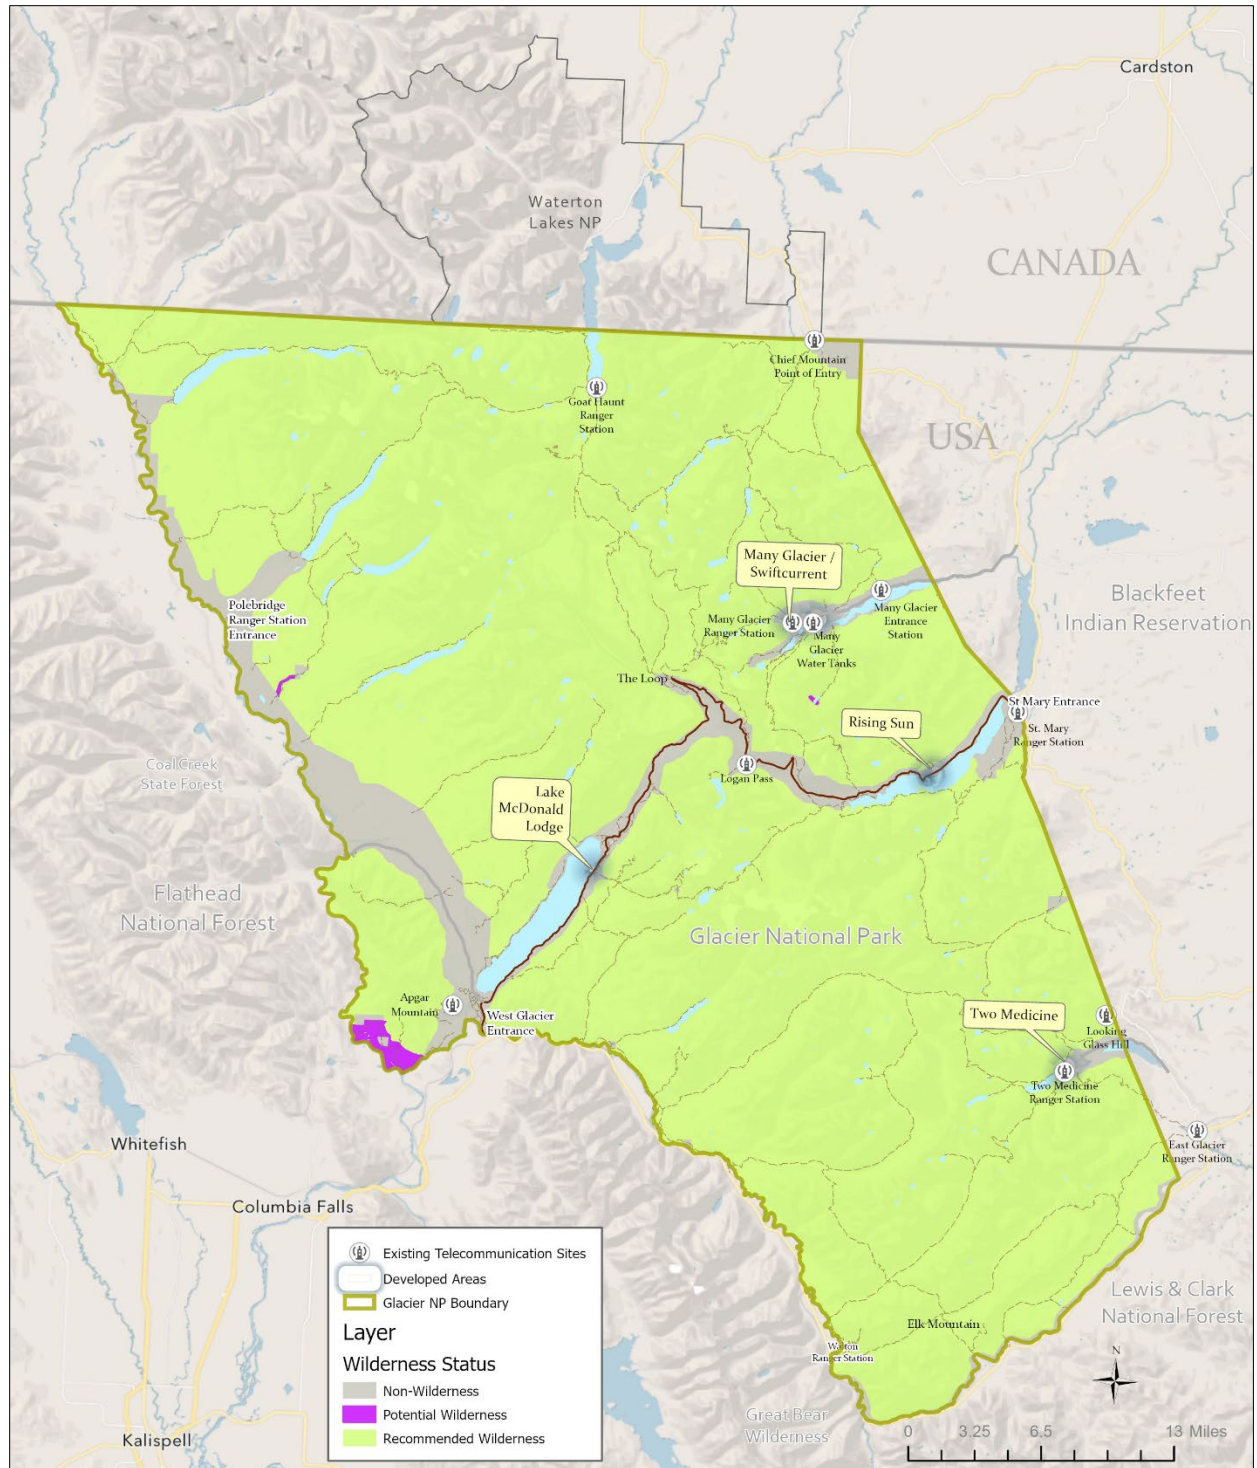 Cardston
Waterton
Lakes NP
CANADA
Chief Mountain
Point of Entry
Goat Haunt
Ranger
Station
USA
Many Glacier /
Swiftcurrent
Blackfeet
Indian Reservation
Polebridge
Ranger Station
Entrance
Many Glacier
Ranger Station
Many
Glacier
Water Tanks
Many Glacier
Entrance
Station
The Loop
St Mary Entrance
St. Mary
Ranger Station
Rising Sun
Logan Pass
Coal Creek
State Forest
Lake
McDonald
Lodge
Flathead
National Forest
Glacier National Park
Apgar
Mountain
West Glacier
Entrance
Two Medicine
Looking
Glass Hill
Two Medicine
Ranger Station
East Glacier
Ranger Station
Whitefish
Columbia Falls
Lewis & Clark
National Forest
Elk Mountain
Walton
Ranger Station
Great Bear
Wilderness
Kalispell
Existing Telecommunication Sites
Developed Areas
Glacier NP Boundary
Layer
Wilderness Status
Non-Wilderness
Potential Wilderness
Recommended Wilderness
N
0 3.25 6.5 13 Miles